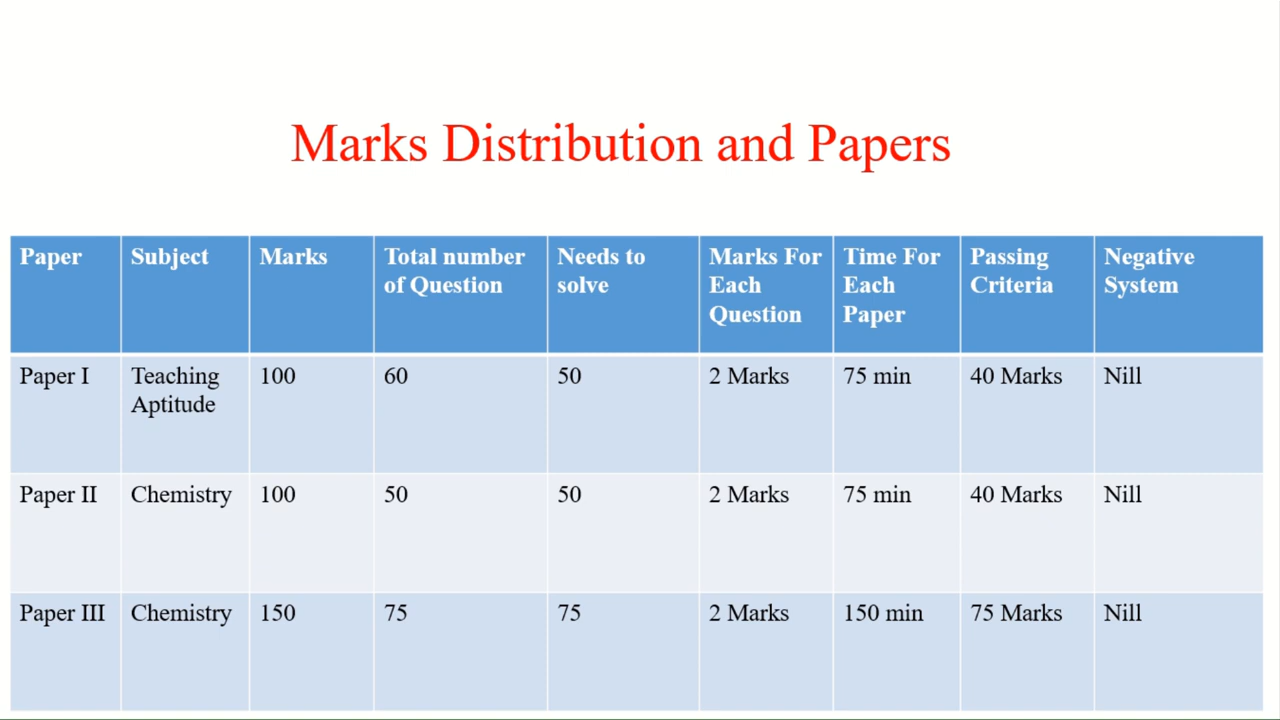 Marks Distribution and Papers
Paper Subject Marks Total number of Question Needs to solve Marks For Each Question Time For Each Paper Passing Criteria Negative System
Paper I Teaching Aptitude 100 60 50 2 Marks 75 min 40 Marks Nill
Paper II Chemistry 100 50 50 2 Marks 75 min 40 Marks Nill
Paper III Chemistry 150 75 75 2 Marks 150 min 75 Marks Nill